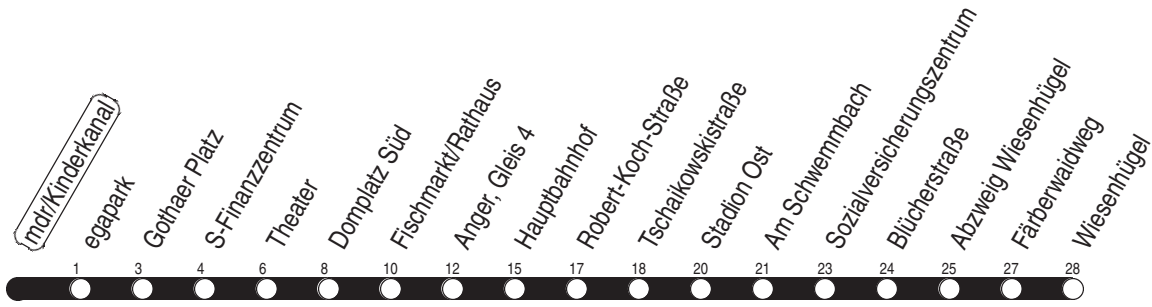 mdr/Kinderkanal
egapark
Gothaer Platz
S-Finanzzentrum
Theater
Domplatz Süd
Fischmarkt/Rathaus
Anger, Gleis 4
Hauptbahnhof
Robert-Koch-Straße
Tschaikowskistraße
Stadion Ost
Am Schwemmbach
Sozialversicherungszentrum
Blücherstraße
Abzweig Wiesenhügel
Färberwaidweg
Wiesenhügel
1 3 4 6 8 10 12 15 17 18 20 21 23 24 25 27 28